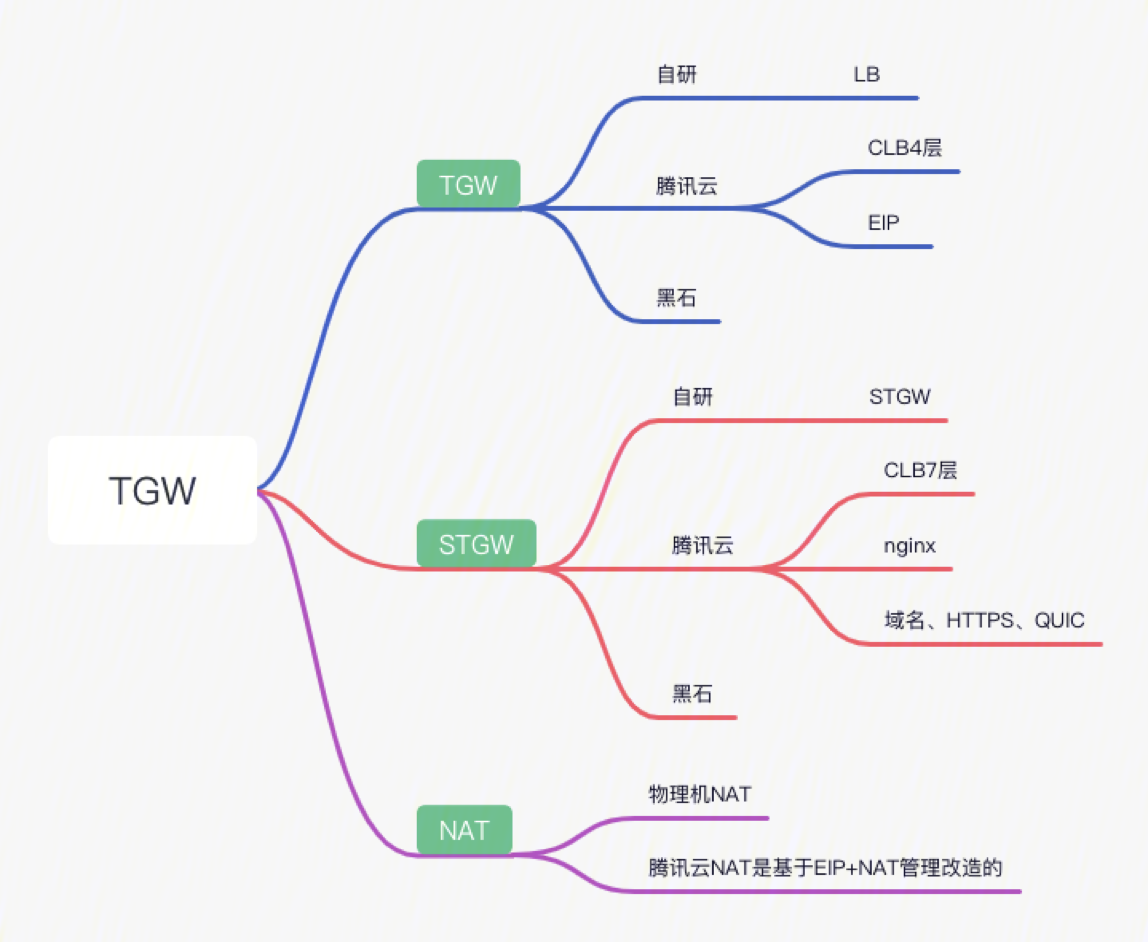 TGW
TGW
自研
LB
腾讯云
CLB4层
EIP
黑石
STGW
自研
STGW
腾讯云
CLB7层
nginx
域名、HTTPS、QUIC
黑石
NAT
物理机NAT
腾讯云NAT是基于EIP+NAT管理改造的